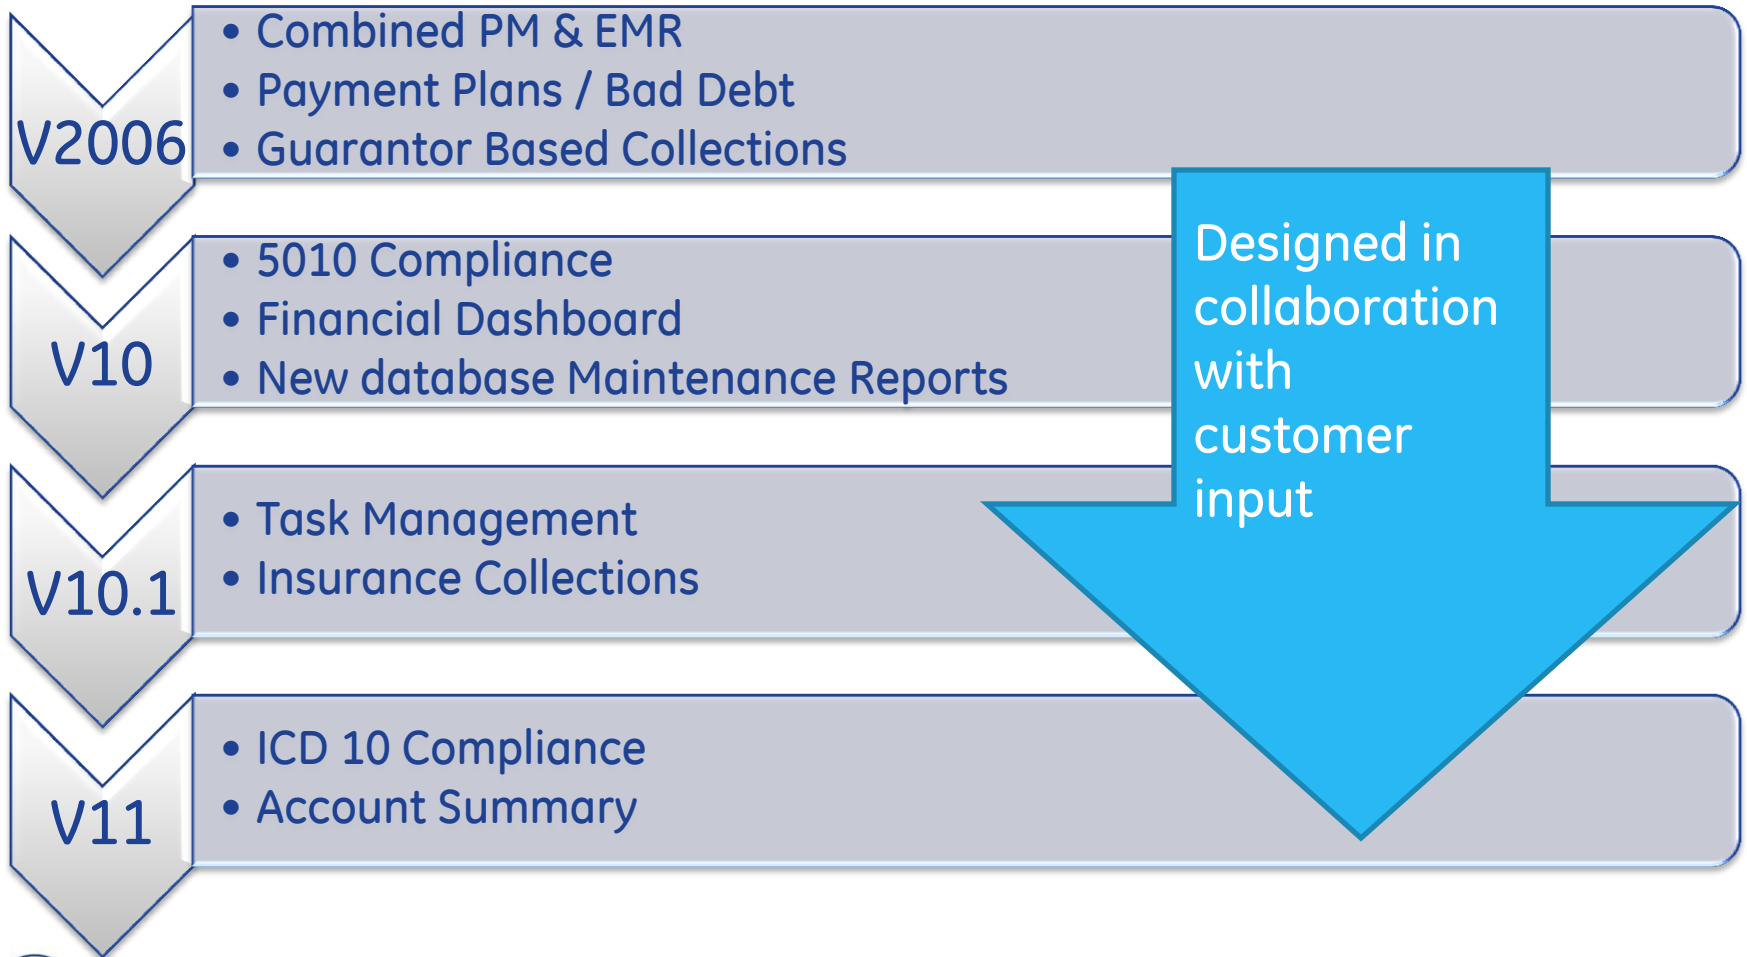 V2006
• Combined PM & EMR
• Payment Plans / Bad Debt
• Guarantor Based Collections
V10
• 5010 Compliance
• Financial Dashboard
• New database Maintenance Reports
V10.1
• Task Management
• Insurance Collections
V11
• ICD 10 Compliance
• Account Summary
Designed in
collaboration
with
customer
input